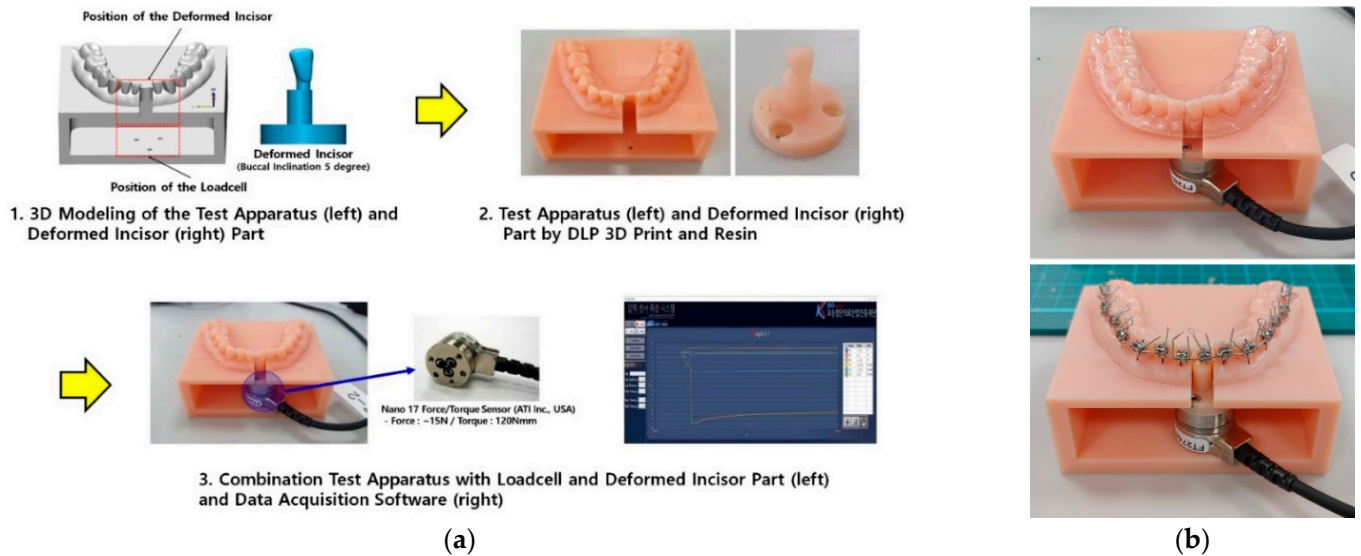 Position of the Deformed Incisor
Deformed Incisor
(Buccal Inclination 5 degree)
Position of the Loadcell
1. 3D Modeling of the Test Apparatus (left) and
Deformed Incisor (right) Part
2. Test Apparatus (left) and Deformed Incisor (right)
Part by DLP 3D Print and Resin
Nano 17 Force/Torque Sensor (ATI Inc., USA)
- Force : ~15N / Torque : 120Nmm
3. Combination Test Apparatus with Loadcell and Deformed Incisor Part (left)
and Data Acquisition Software (right)
(a)
(b)